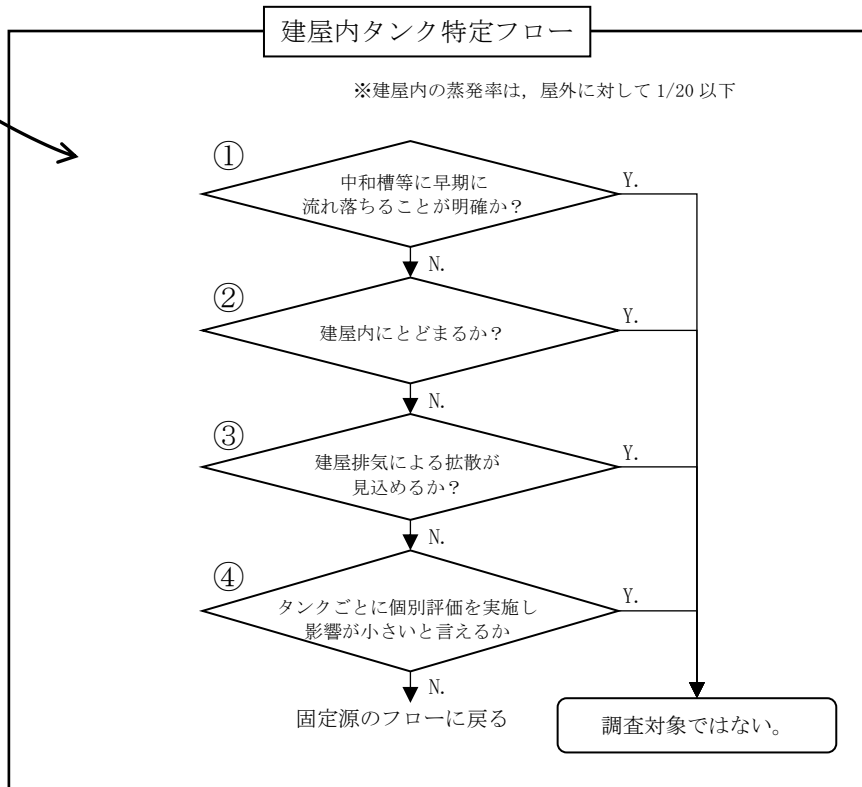 建屋内タンク特定フロー
※建屋内の蒸発率は，屋外に対して 1/20 以下
①
中和槽等に早期に
流れ落ちることが明確か？
Y.
N.
②
建屋内にとどまるか？
Y.
N.
③
建屋排気による拡散が
見込めるか？
Y.
N.
④
タンクごとに個別評価を実施し
影響が小さいと言えるか
Y.
N.
固定源のフローに戻る
調査対象ではない。